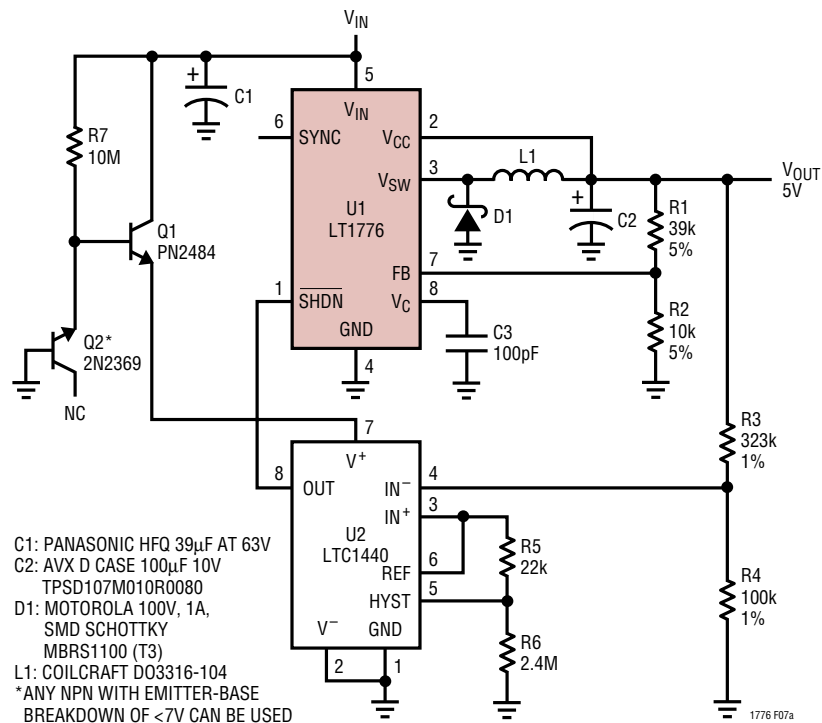 VIN
5
VIN
C1
+
R7
10M
6
SYNC
VCC
2
VSW
3
L1
VOUT
5V
D1
+
C2
R1
39k
5%
Q1
PN2484
U1
LT1776
FB
7
1
SHDN
VC
8
R2
10k
5%
GND
4
C3
100pF
Q2*
2N2369
NC
7
V+
8
OUT
IN−
4
IN+
3
R3
323k
1%
U2
LTC1440
REF
6
R5
22k
HYST
5
R4
100k
1%
V−
GND
2
1
R6
2.4M
C1: PANASONIC HFQ 39µF AT 63V
C2: AVX D CASE 100µF 10V
TPSD107M010R0080
D1: MOTOROLA 100V, 1A,
SMD SCHOTTKY
MBRS1100 (T3)
L1: COILCRAFT DO3316-104
*ANY NPN WITH EMITTER-BASE
BREAKDOWN OF <7V CAN BE USED
1776 F07a